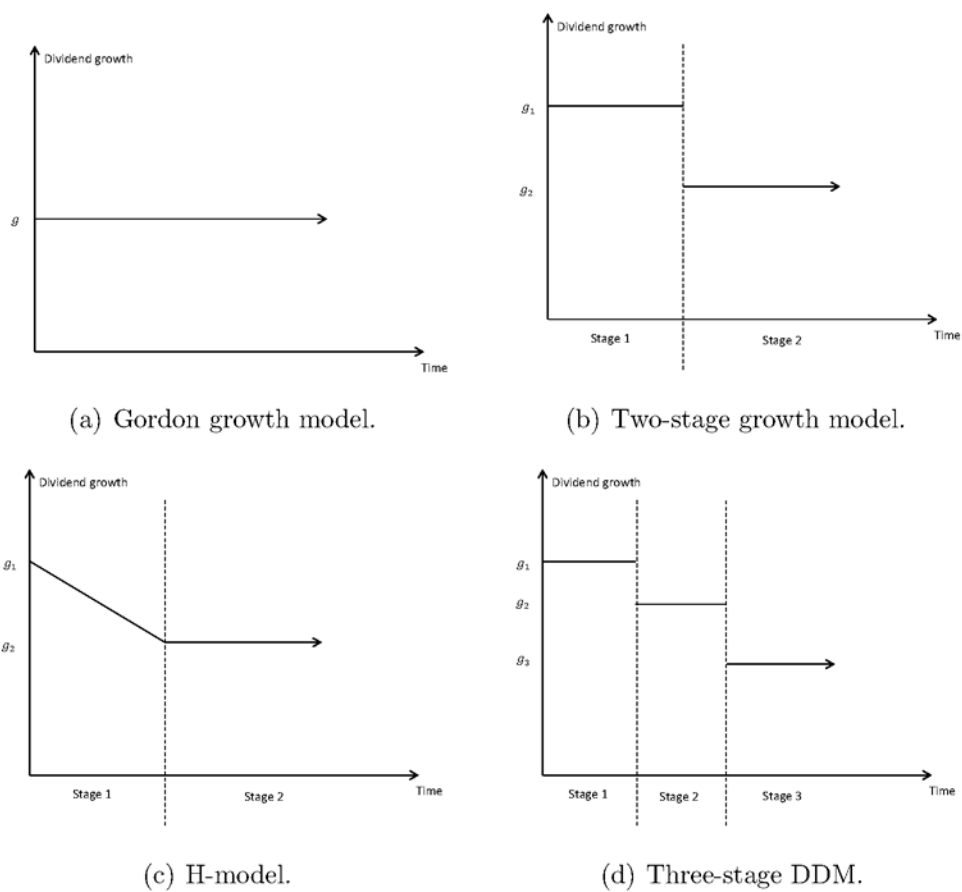 Dividend growth
g
Time
(a) Gordon growth model.
Dividend growth
g₁
g₂
Stage 1
Stage 2
Time
(b) Two-stage growth model.
Dividend growth
g₁
g₂
Stage 1
Stage 2
Time
(c) H-model.
Dividend growth
g₁
g₂
g₃
Stage 1
Stage 2
Stage 3
Time
(d) Three-stage DDM.